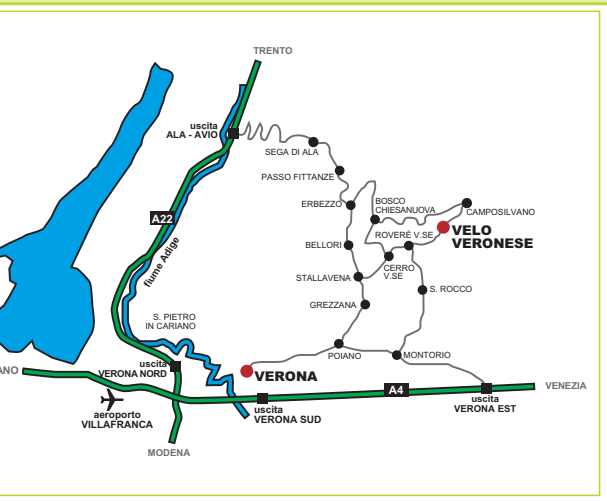 TRENTO
uscita
ALA - AVIO
SEGA DI ALA
PASSO FITTANZE
ERBEZZO
BOSCO
CHIESANUOVA
CAMPOSILVANO
A22
ROVERÈ V.SE
VELO
VERONESE
BELLORI
fiume Adige
CERRO
V.SE
STALLAVENA
S. ROCCO
GREZZANA
S. PIETRO
IN CARIANO
POIANO
MONTORIO
uscita
VERONA NORD
ANO
VERONA
VENEZIA
A4
aeroporto
VILLAFRANCA
uscita
VERONA SUD
uscita
VERONA EST
MODENA